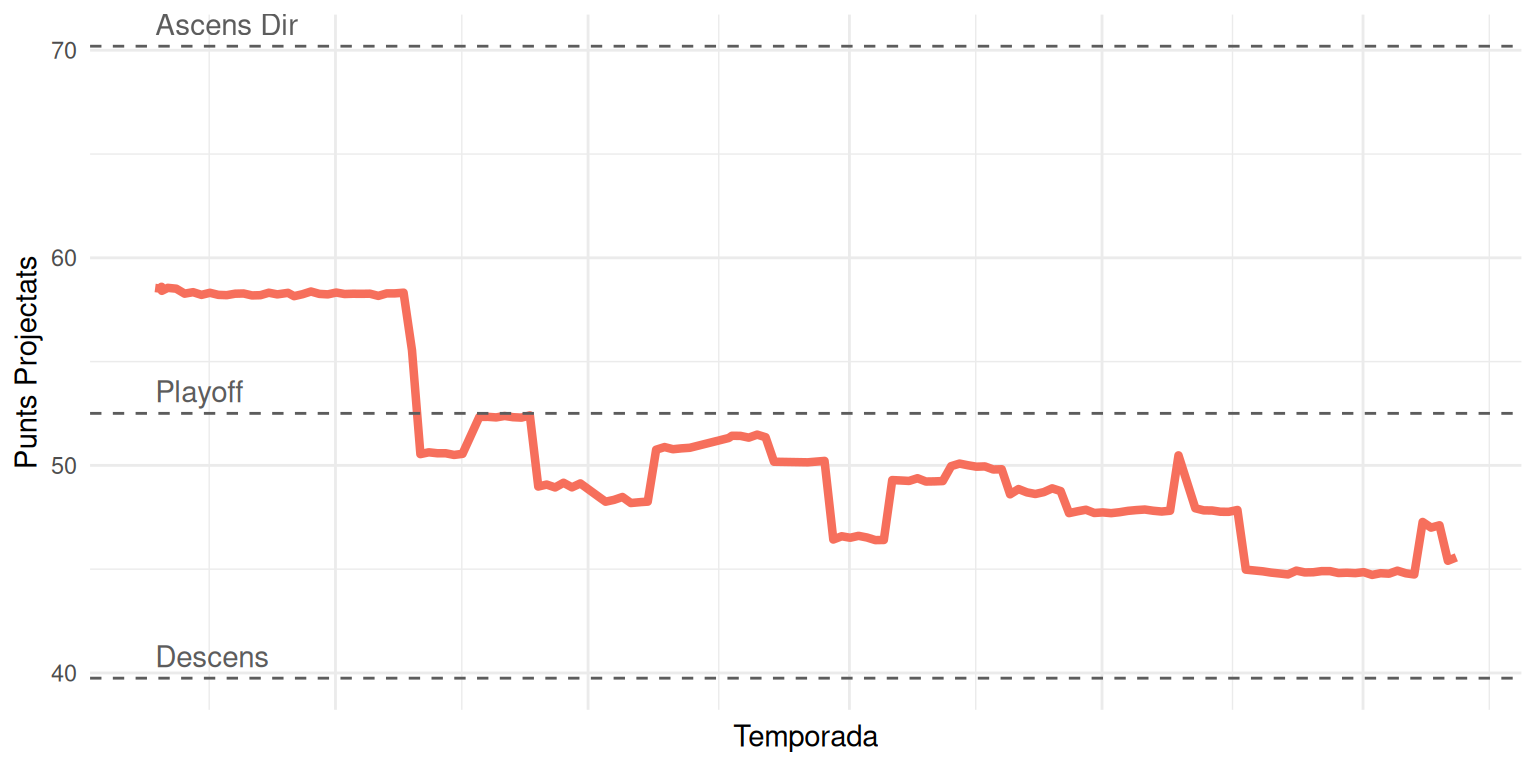 Ascens Dir
70
60
Punts Projectats
Playoff
50
Descens
40
Temporada